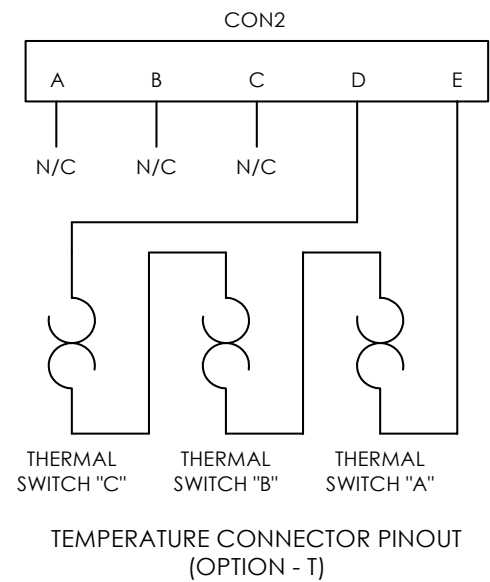 CON2
A B C D E
N/C N/C N/C
THERMAL SWITCH "C"
THERMAL SWITCH "B"
THERMAL SWITCH "A"
TEMPERATURE CONNECTOR PINOUT
(OPTION - T)